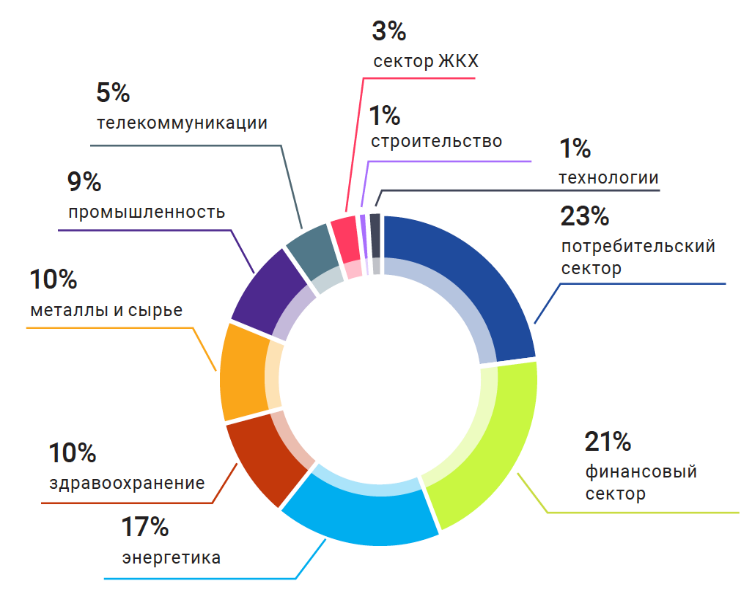 3%
сектор ЖКХ
5%
телекоммуникации
1%
строительство
1%
технологии
9%
промышленность
23%
потребительский
сектор
10%
металлы и сырье
21%
финансовый
сектор
10%
здравоохранение
17%
энергетика